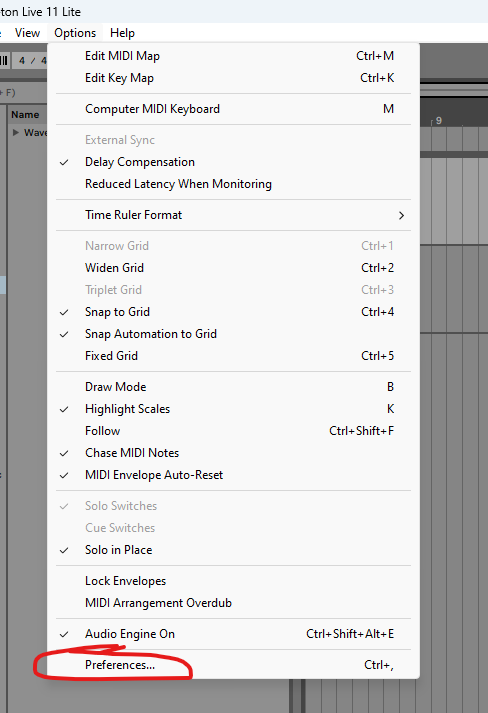 ton Live 11 Lite
View Options Help
4 / 4
+ F)
Name
Wave
9
Edit MIDI Map Ctrl+M
Edit Key Map Ctrl+K
Computer MIDI Keyboard M
External Sync
Delay Compensation
Reduced Latency When Monitoring
Time Ruler Format
Narrow Grid Ctrl+1
Widen Grid Ctrl+2
Triplet Grid Ctrl+3
Snap to Grid Ctrl+4
Snap Automation to Grid
Fixed Grid Ctrl+5
Draw Mode B
Highlight Scales K
Follow Ctrl+Shift+F
Chase MIDI Notes
MIDI Envelope Auto-Reset
Solo Switches
Cue Switches
Solo in Place
Lock Envelopes
MIDI Arrangement Overdub
Audio Engine On Ctrl+Shift+Alt+E
Preferences... Ctrl+,